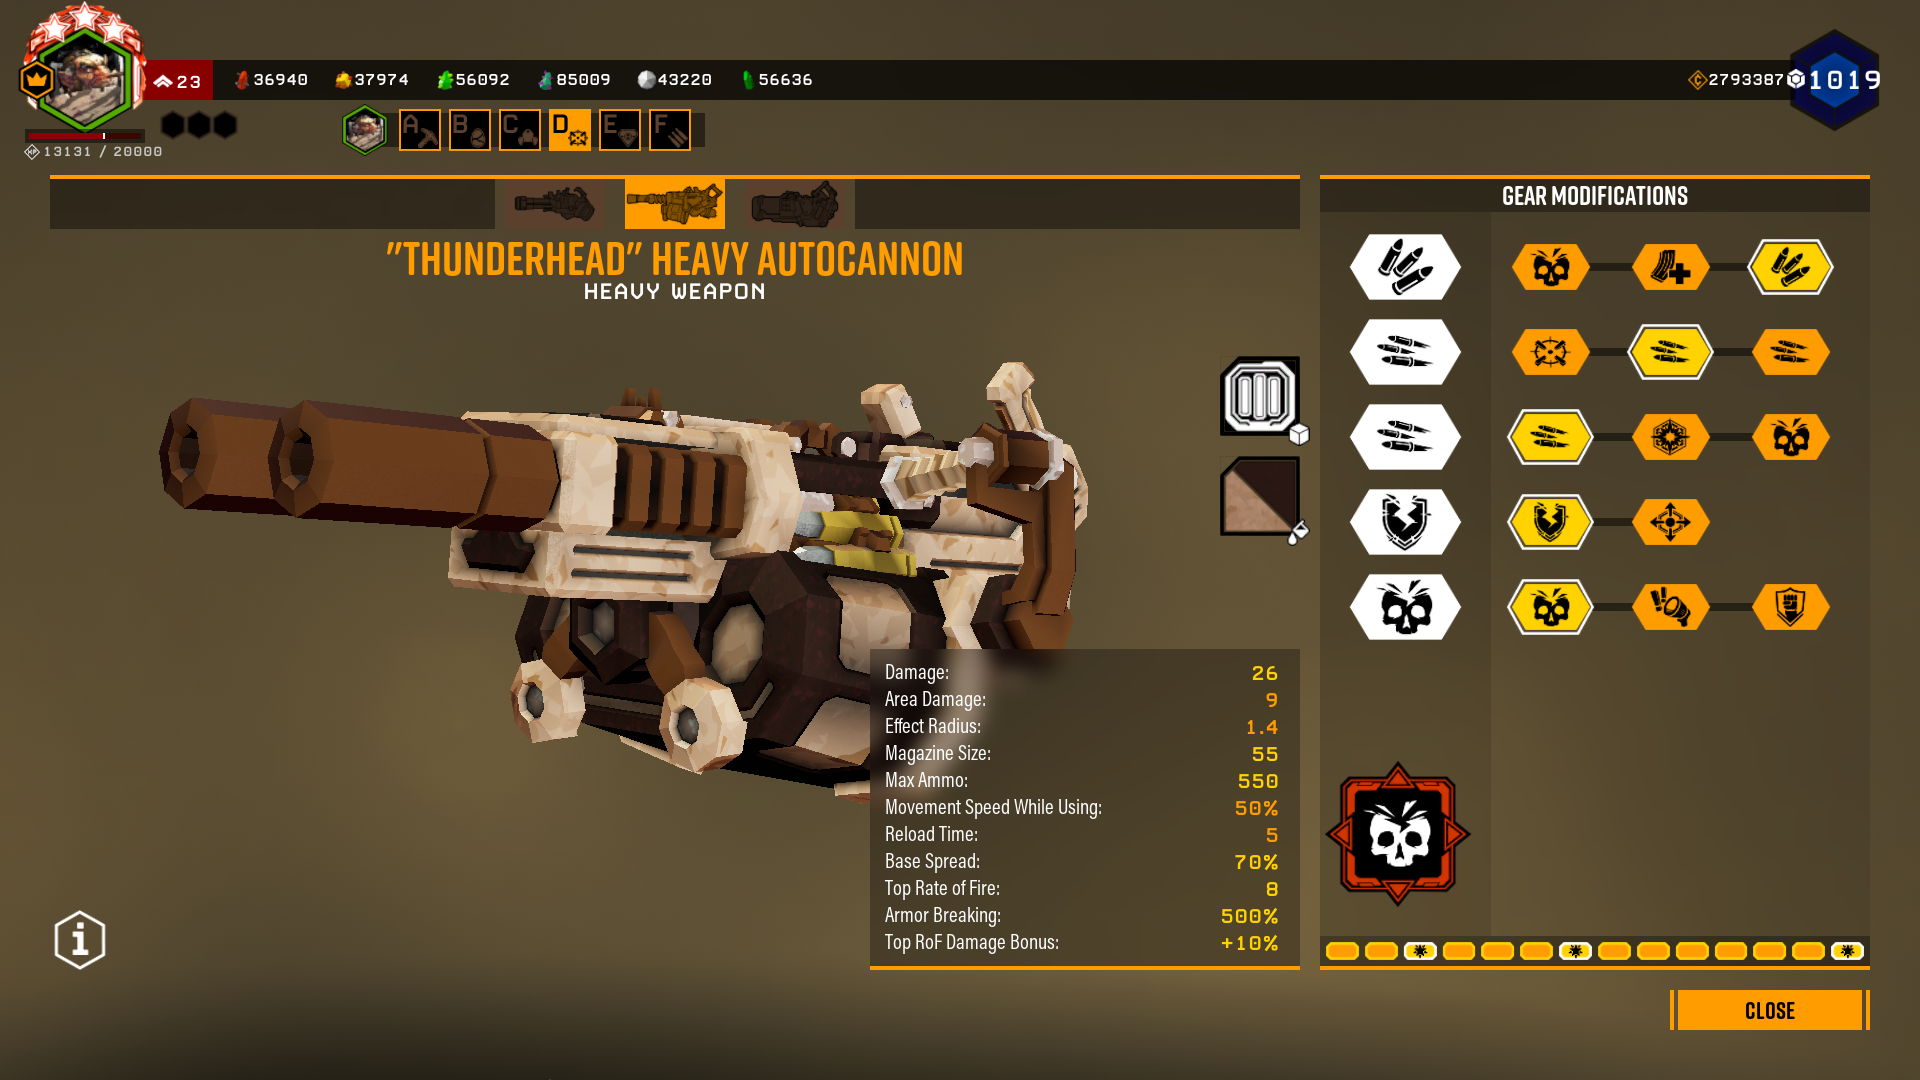 23
36940 37974 56092 85009 43220 56636
2793387 1019
13131 / 20000
A B C D E F
GEAR MODIFICATIONS
"THUNDERHEAD" HEAVY AUTOCANNON
HEAVY WEAPON
Damage: 26
Area Damage: 9
Effect Radius: 1.4
Magazine Size: 55
Max Ammo: 550
Movement Speed While Using: 50%
Reload Time: 5
Base Spread: 70%
Top Rate of Fire: 8
Armor Breaking: 500%
Top RoF Damage Bonus: +10%
CLOSE